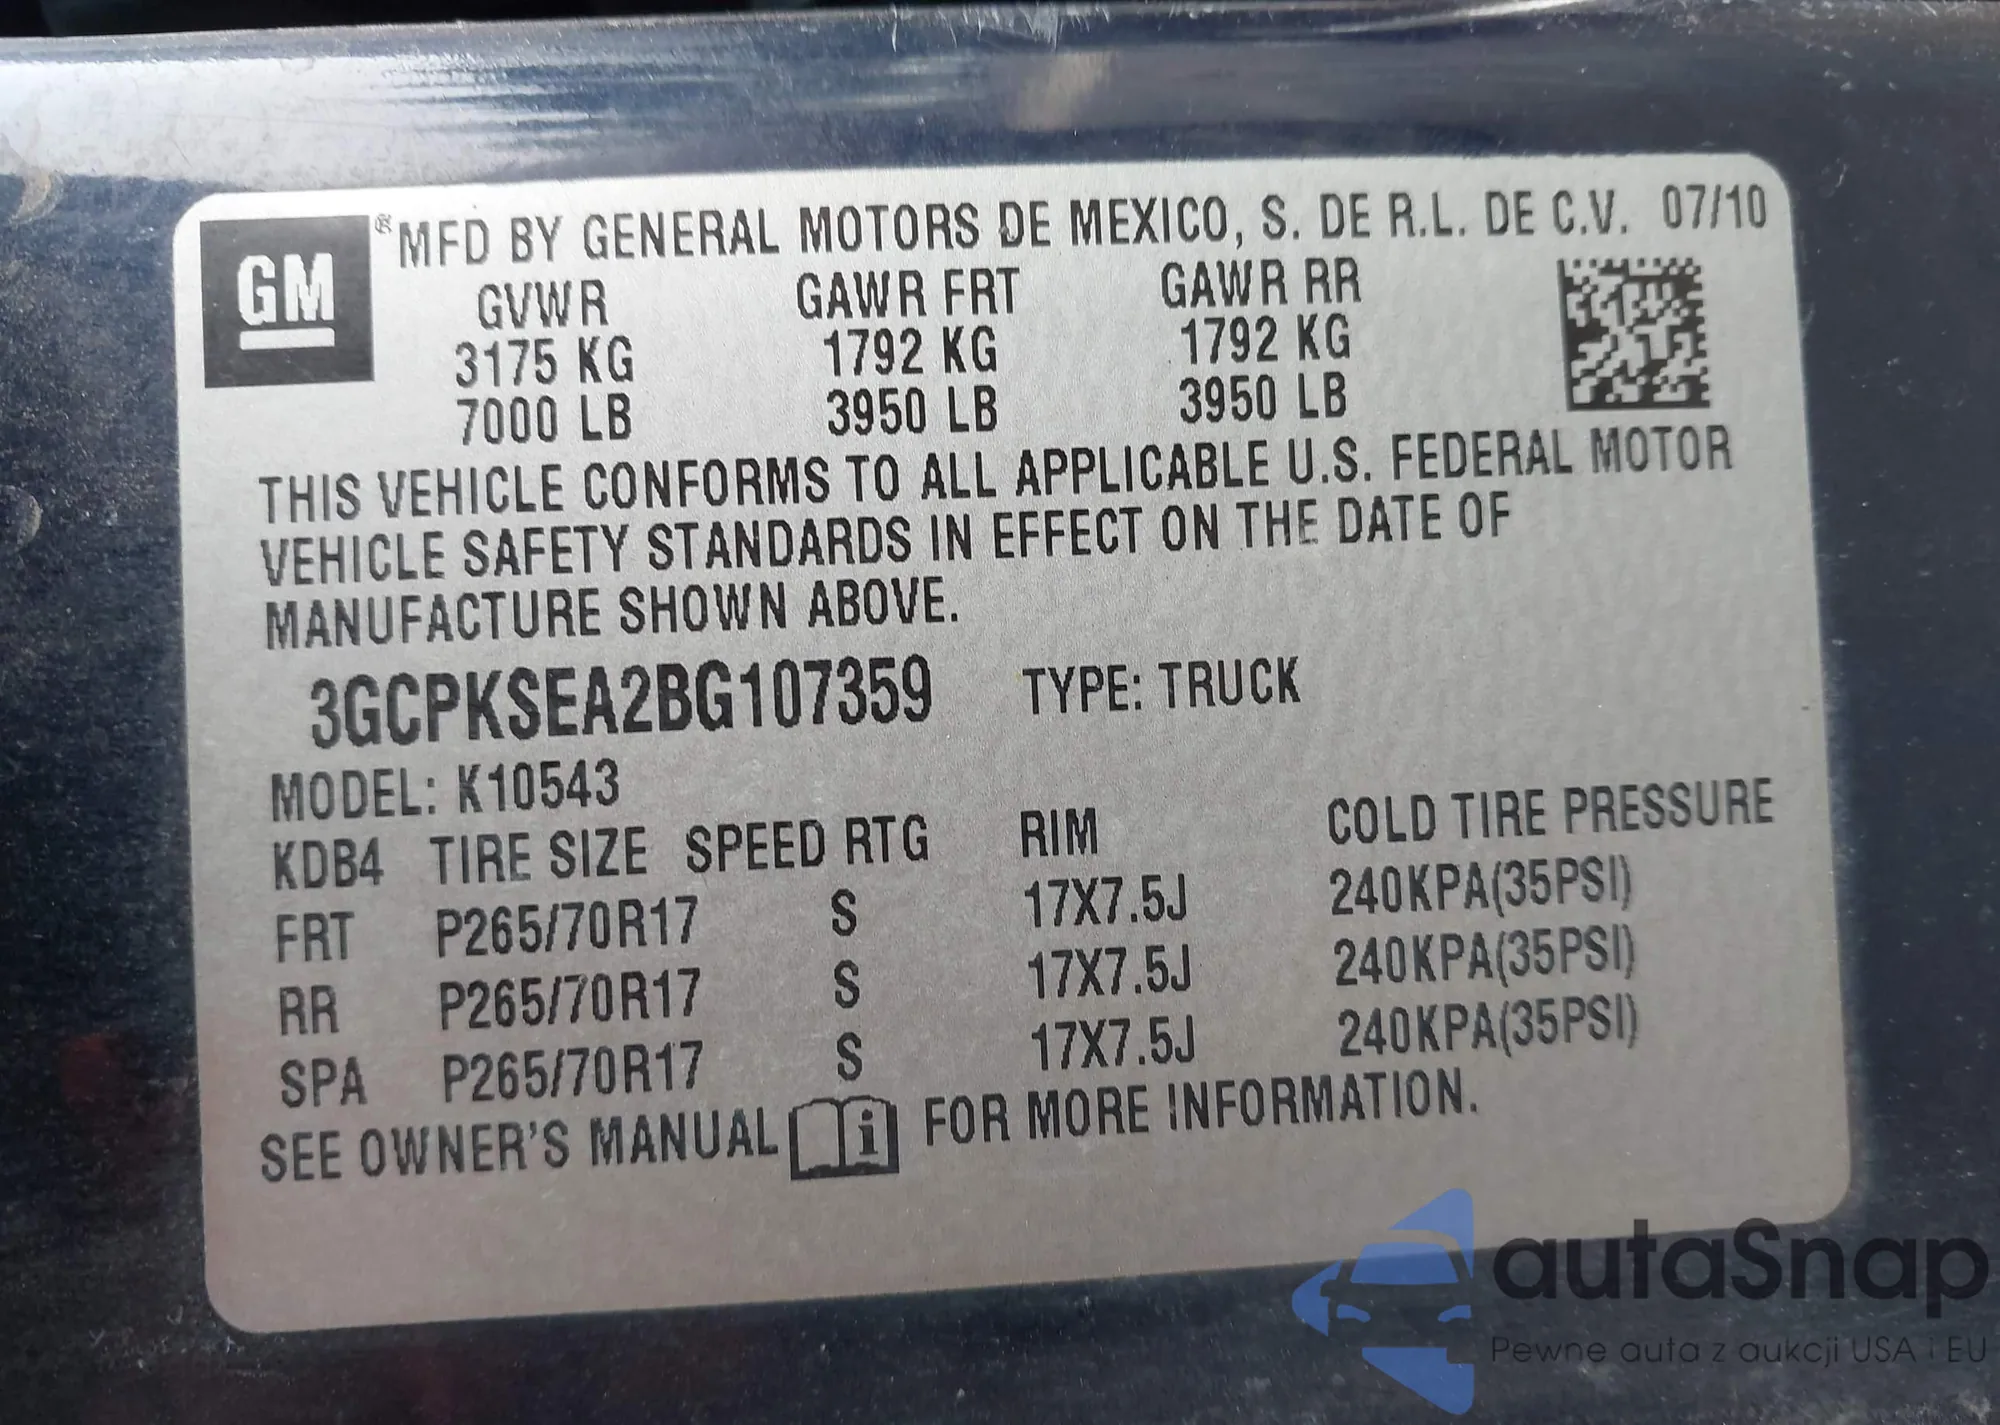 GM
®MFD BY GENERAL MOTORS DE MEXICO, S. DE R.L. DE C.V. 07/10
GVWR GAWR FRT GAWR RR
3175 KG 1792 KG 1792 KG
7000 LB 3950 LB 3950 LB
THIS VEHICLE CONFORMS TO ALL APPLICABLE U.S. FEDERAL MOTOR
VEHICLE SAFETY STANDARDS IN EFFECT ON THE DATE OF
MANUFACTURE SHOWN ABOVE.
3GCPKSEA2BG107359 TYPE: TRUCK
MODEL: K10543
KDB4 TIRE SIZE SPEED RTG RIM COLD TIRE PRESSURE
FRT P265/70R17 S 17X7.5J 240KPA(35PSI)
RR P265/70R17 S 17X7.5J 240KPA(35PSI)
SPA P265/70R17 S 17X7.5J 240KPA(35PSI)
SEE OWNER'S MANUAL i FOR MORE INFORMATION.
autaSnap
Pewne auta z aukcji USA i EU